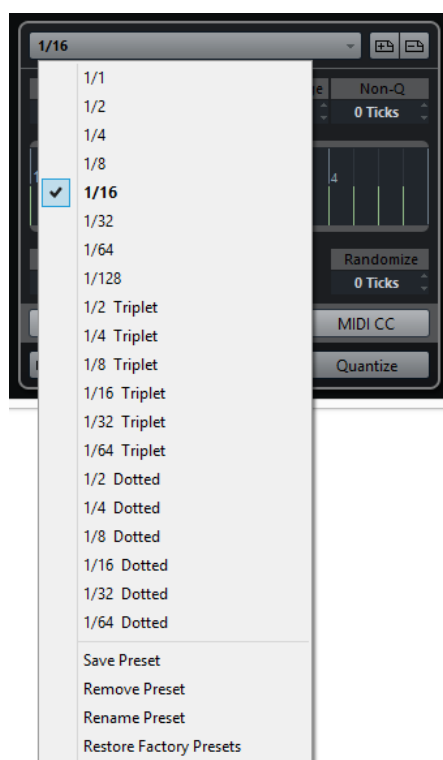 1/16
1/1
1/2
e Non-Q
1/4
0 Ticks
1/8
1 4
1/16
1/32
1/64
Randomize
1/128
0 Ticks
1/2 Triplet
1/4 Triplet
MIDI CC
1/8 Triplet
Quantize
1/16 Triplet
1/32 Triplet
1/64 Triplet
1/2 Dotted
1/4 Dotted
1/8 Dotted
1/16 Dotted
1/32 Dotted
1/64 Dotted
Save Preset
Remove Preset
Rename Preset
Restore Factory Presets